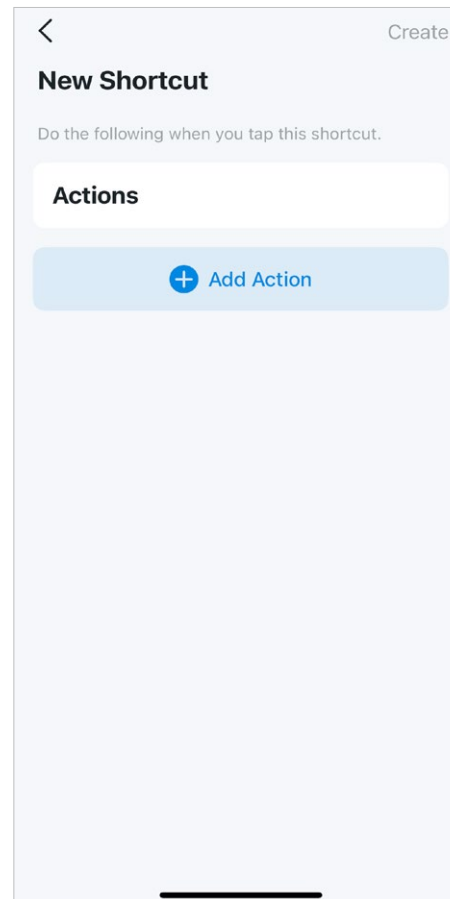 Create
New Shortcut
Do the following when you tap this shortcut.
Actions
Add Action